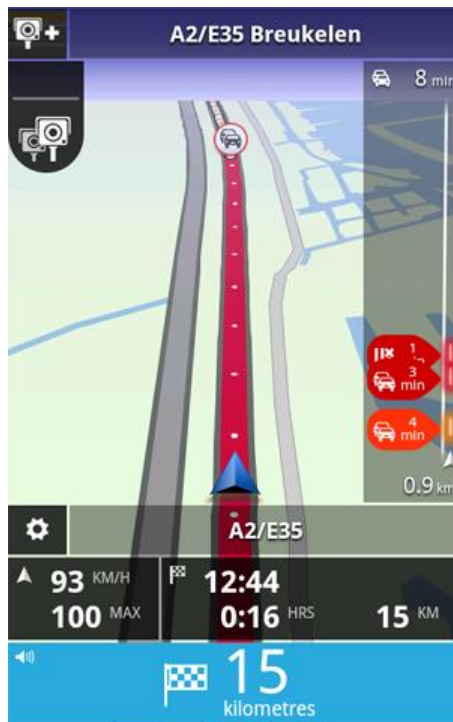 A2/E35 Breukelen
8 min
1
3
min
4
min
0.9 km
A2/E35
93 KM/H
12:44
100 MAX
0:16 HRS
15 KM
15
kilometres